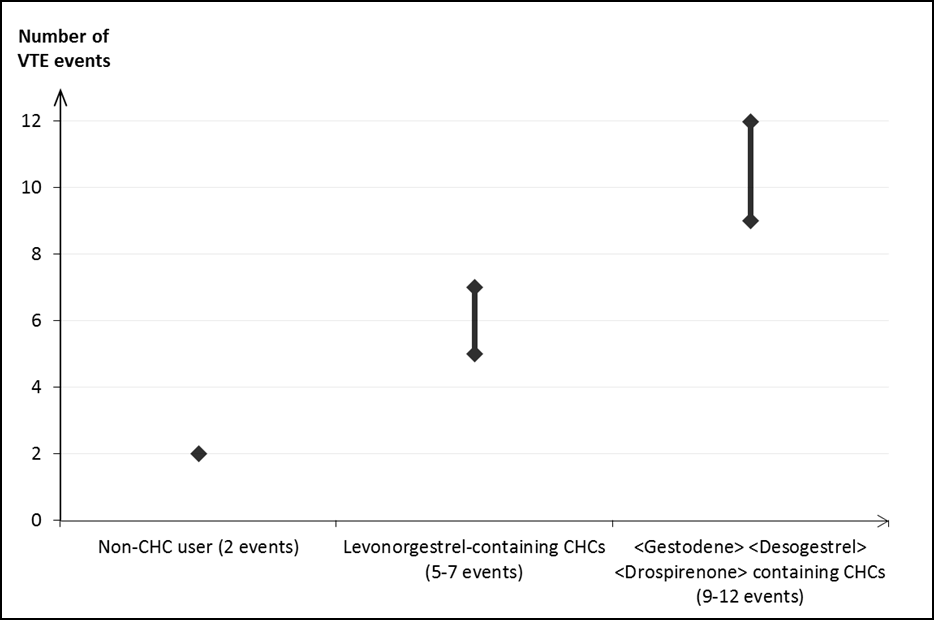 Number of
VTE events
12
10
8
6
4
2
0
Non-CHC user (2 events)
Levonorgestrel-containing CHCs
(5-7 events)
<Gestodene> <Desogestrel>
<Drospirenone> containing CHCs
(9-12 events)